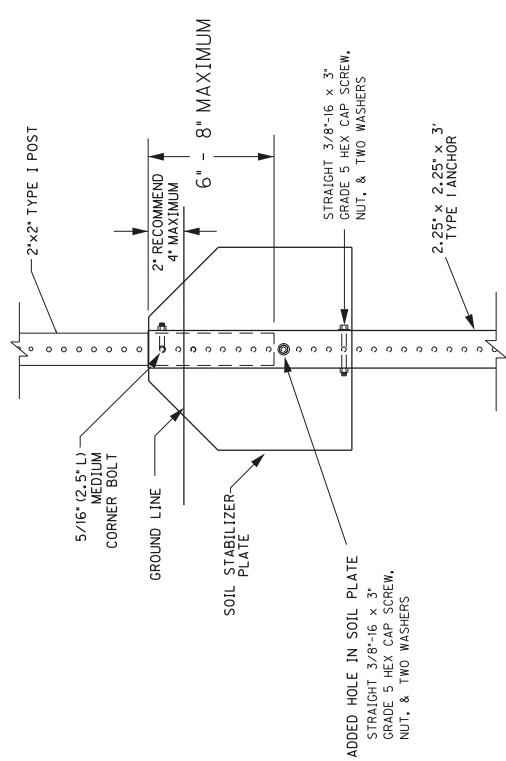 2"x2" TYPE I POST
6" - 8" MAXIMUM
2" RECOMMEND
4" MAXIMUM
STRAIGHT 3/8"-16 x 3"
GRADE 5 HEX CAP SCREW,
NUT, & TWO WASHERS
2.25" x 2.25" x 3'
TYPE 1 ANCHOR
5/16" (2.5" L)
MEDIUM
CORNER BOLT
GROUND LINE
SOIL STABILIZER
PLATE
ADDED HOLE IN SOIL PLATE
STRAIGHT 3/8"-16 x 3"
GRADE 5 HEX CAP SCREW,
NUT, & TWO WASHERS